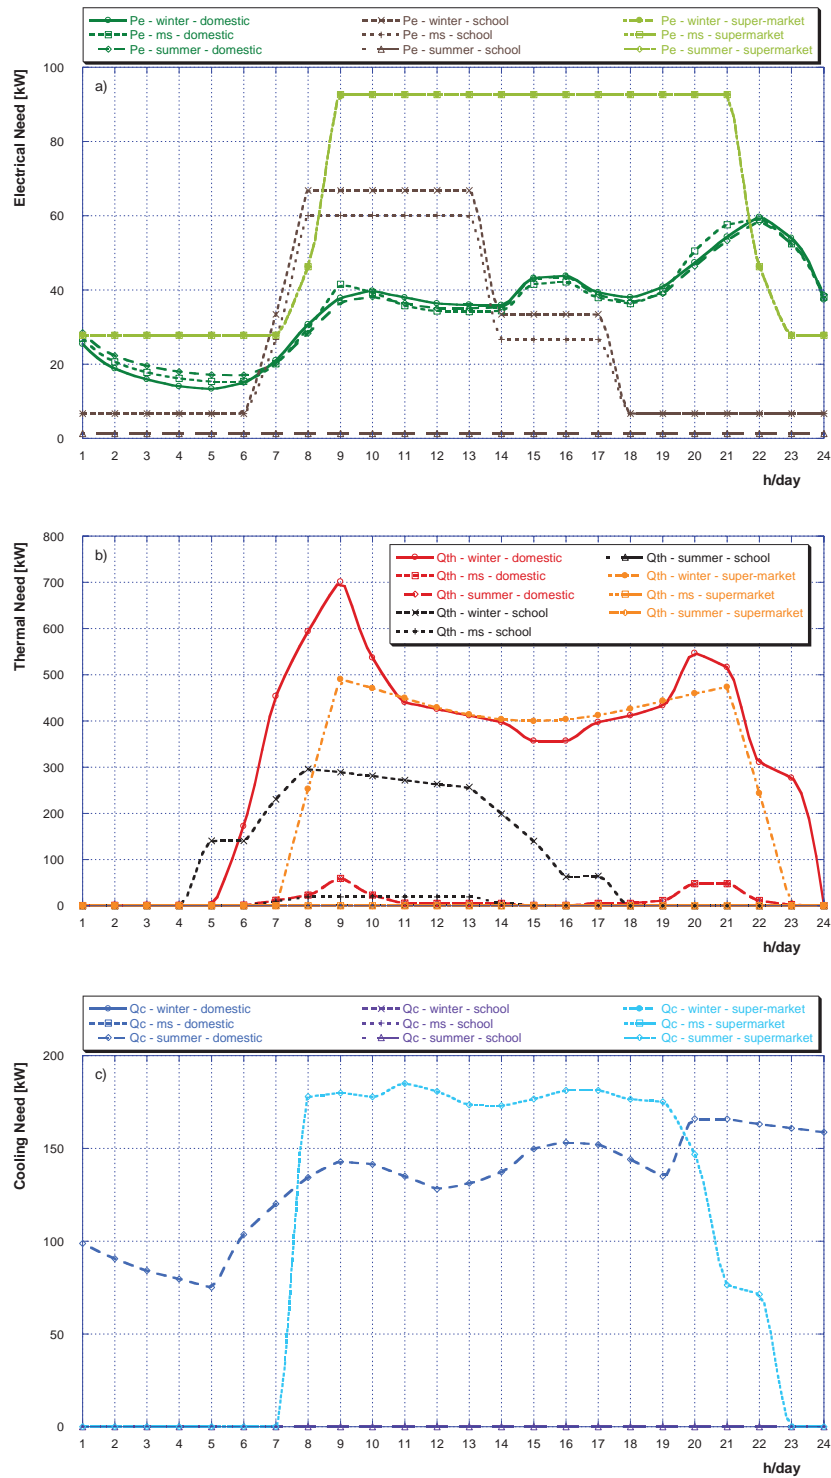 Pe - winter - domestic Pe - winter - school Pe - winter - super-market
Pe - ms - domestic Pe - ms - school Pe - ms - supermarket
Pe - summer - domestic Pe - summer - school Pe - summer - supermarket
Electrical Need [kW]
a)
100
80
60
40
20
0
1 2 3 4 5 6 7 8 9 10 11 12 13 14 15 16 17 18 19 20 21 22 23 24
h/day
Thermal Need [kW]
b)
800
700
600
500
400
300
200
100
0
Qth - winter - domestic Qth - summer - school
Qth - ms - domestic Qth - winter - super-market
Qth - summer - domestic Qth - ms - supermarket
Qth - winter - school Qth - summer - supermarket
Qth - ms - school
1 2 3 4 5 6 7 8 9 10 11 12 13 14 15 16 17 18 19 20 21 22 23 24
h/day
Qc - winter - domestic Qc - winter - school Qc - winter - super-market
Qc - ms - domestic Qc - ms - school Qc - ms - supermarket
Qc - summer - domestic Qc - summer - school Qc - summer - supermarket
Cooling Need [kW]
c)
200
150
100
50
0
1 2 3 4 5 6 7 8 9 10 11 12 13 14 15 16 17 18 19 20 21 22 23 24
h/day